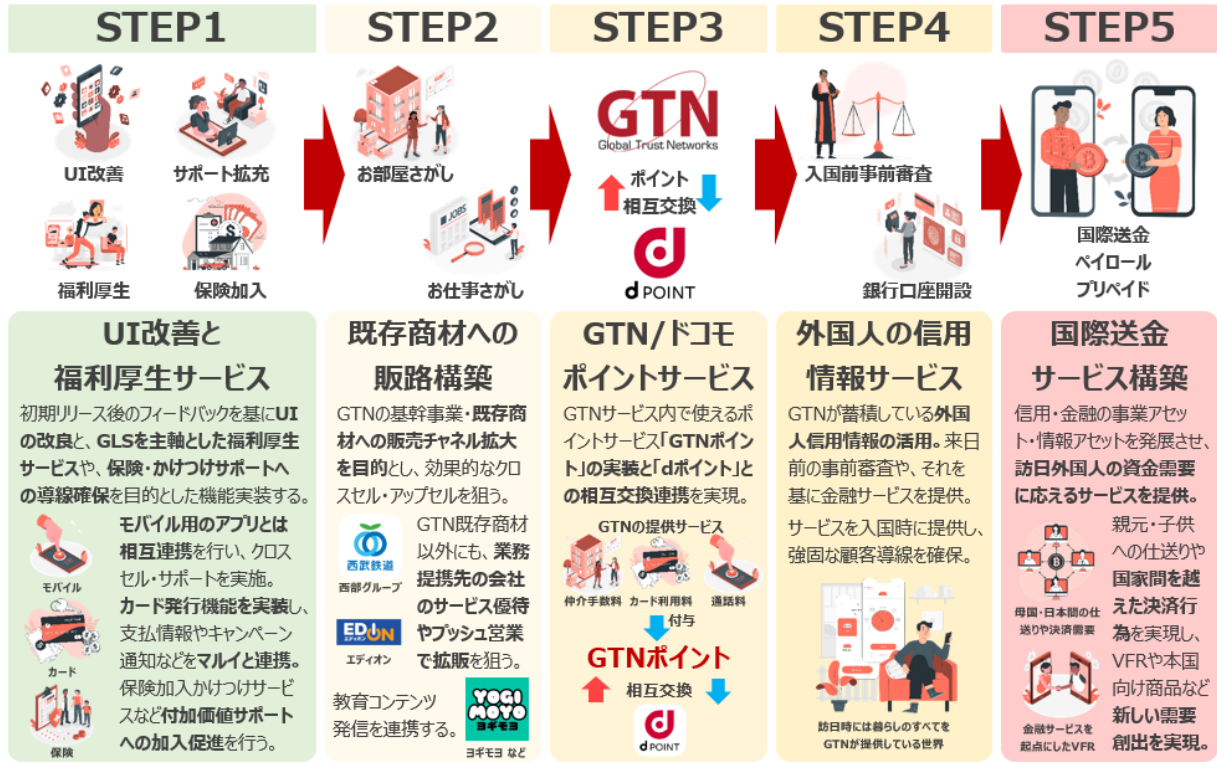 STEP1
STEP2
STEP3
STEP4
STEP5
UI改善
サポート拡充
福利厚生
保険加入
お部屋さがし
JOBS
お仕事さがし
GTN
Global Trust Networks
ポイント
相互交換
d POINT
入国前事前審査
銀行口座開設
国際送金
ペイロール
プリペイド
UI改善と
福利厚生サービス
初期リリース後のフィードバックを基にUI
の改良と、GLSを主軸とした福利厚生
サービスや、保険・かけつけサポートへ
の導線確保を目的とした機能実装する。
モバイル
モバイル用のアプリとは
相互連携を行い、クロス
セル・サポートを実施。
カード
カード発行機能を実装し、
支払情報やキャンペーン
通知などをマルイと連携。
保険
保険加入かけつけサービ
スなど付加価値サポート
への加入促進を行う。
既存商材への
販路構築
GTNの基幹事業・既存商
材への販売チャネル拡大
を目的とし、効果的なクロ
スセル・アップセルを狙う。
西武鉄道
西部グループ
EDION
エディオン
エディオン
GTN既存商材
以外にも、業務
提携先の会社
のサービス優待
やプッシュ営業
で拡販を狙う。
教育コンテンツ
発信を連携する。
YOGI
MOYO
ヨギモヨ
ヨギモヨ など
GTN/ドコモ
ポイントサービス
GTNサービス内で使えるポ
イントサービス「GTNポイン
ト」の実装と「dポイント」と
の相互交換連携を実現。
GTNの提供サービス
仲介手数料
カード利用料
通話料
付与
GTNポイント
相互交換
d POINT
外国人の信用
情報サービス
GTNが蓄積している外国
人信用情報の活用。来日
前の事前審査や、それを
基に金融サービスを提供。
サービスを入国時に提供し、
強固な顧客導線を確保。
訪日時には暮らしのすべてを
GTNが提供している世界
国際送金
サービス構築
信用・金融の事業アセッ
ト・情報アセットを発展させ、
訪日外国人の資金需要
に応えるサービスを提供。
母国・日本間の仕
送りや決済需要
金融サービスを
起点にしたVFR
親元・子供
への仕送りや
国家間を越
えた決済行
為を実現し、
VFRや本国
向け商品など
新しい需要
創出を実現。